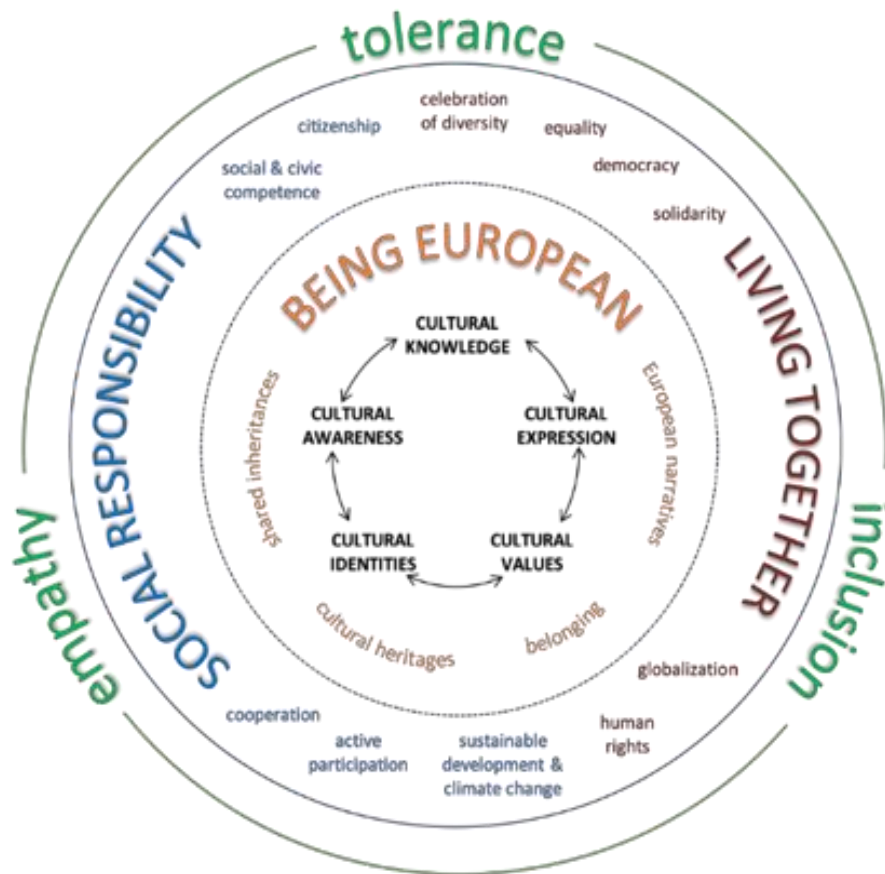 tolerance
celebration
of diversity
citizenship
equality
social & civic
competence
democracy
solidarity
SOCIAL RESPONSIBILITY
LIVING TOGETHER
BEING EUROPEAN
CULTURAL
KNOWLEDGE
CULTURAL
AWARENESS
CULTURAL
EXPRESSION
shared inheritances
European narratives
CULTURAL
IDENTITIES
CULTURAL
VALUES
cultural heritages
belonging
empathy
inclusion
globalization
cooperation
human
rights
active
participation
sustainable
development &
climate change